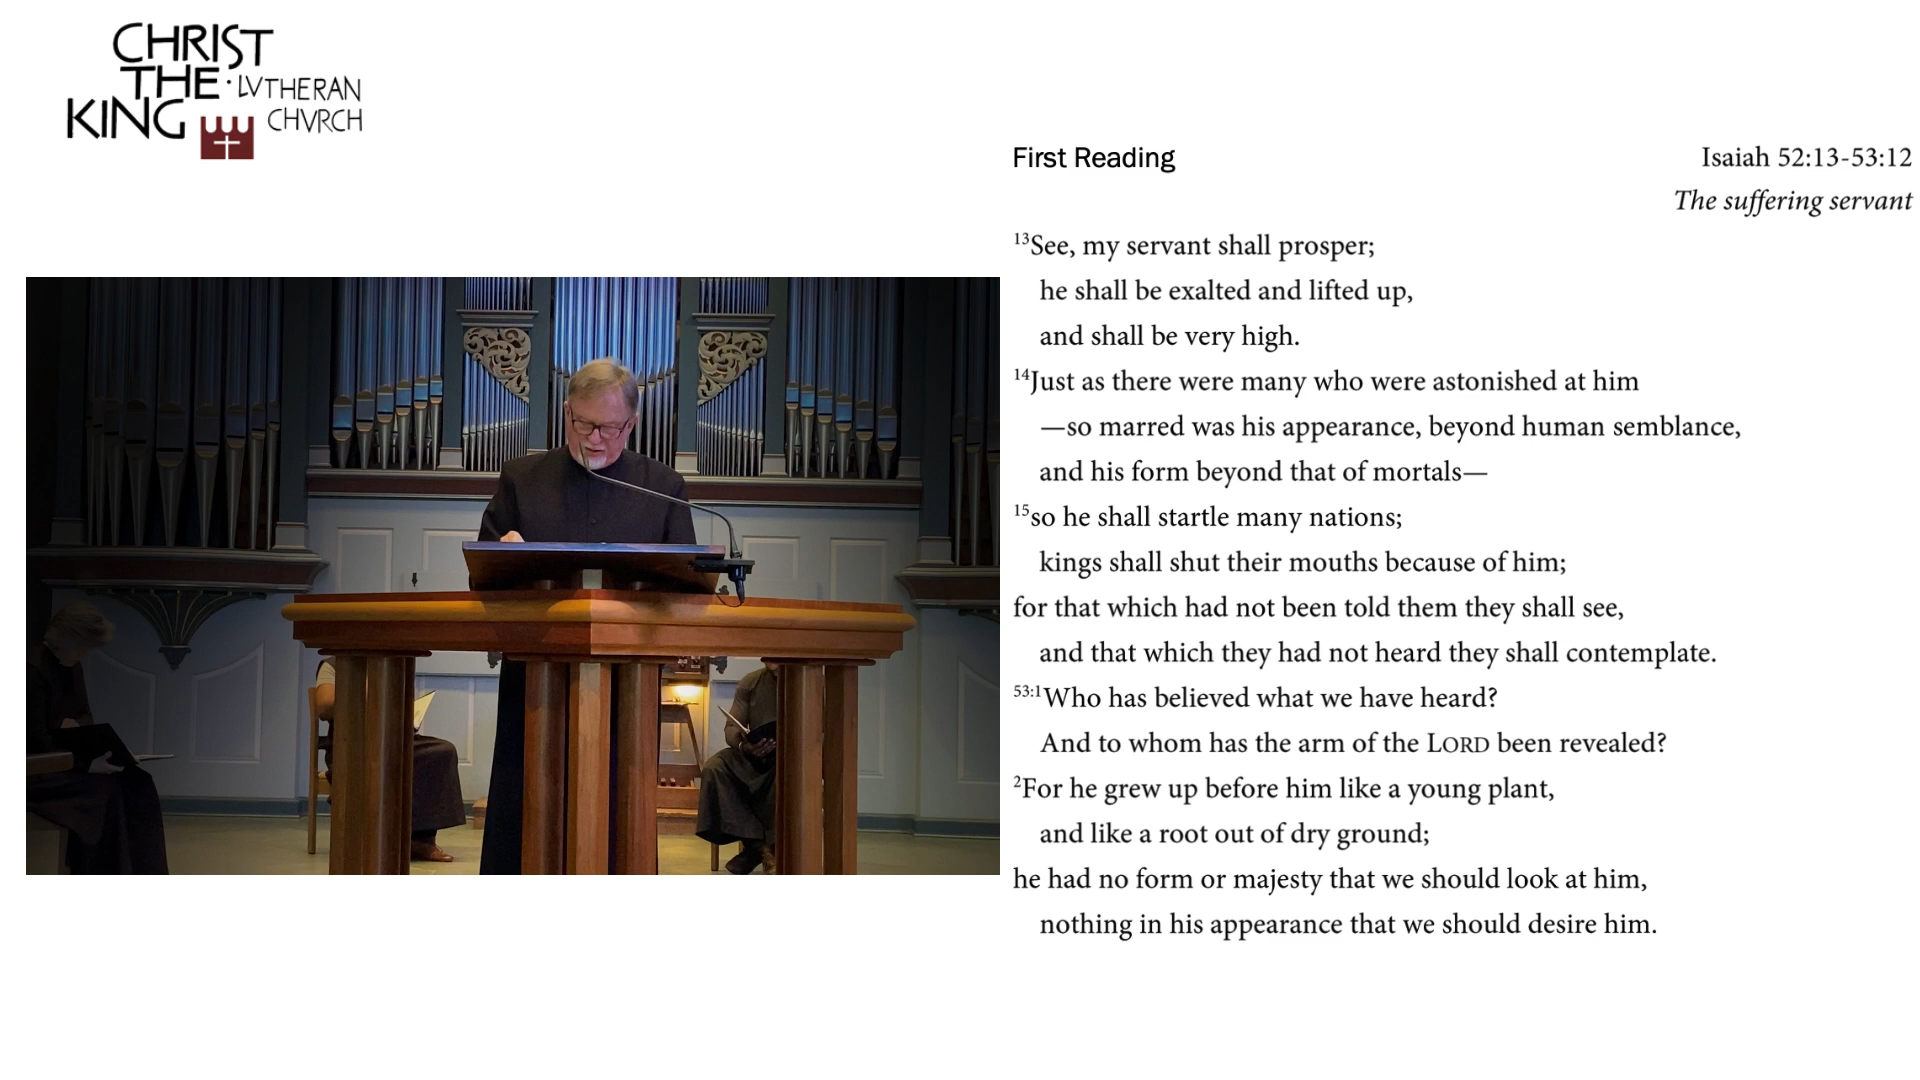 CHRIST
THE · LVTHERAN
KING CHVRCH
First Reading Isaiah 52:13-53:12
The suffering servant
13See, my servant shall prosper;
he shall be exalted and lifted up,
and shall be very high.
14Just as there were many who were astonished at him
—so marred was his appearance, beyond human semblance,
and his form beyond that of mortals—
15so he shall startle many nations;
kings shall shut their mouths because of him;
for that which had not been told them they shall see,
and that which they had not heard they shall contemplate.
53:1Who has believed what we have heard?
And to whom has the arm of the LORD been revealed?
2For he grew up before him like a young plant,
and like a root out of dry ground;
he had no form or majesty that we should look at him,
nothing in his appearance that we should desire him.